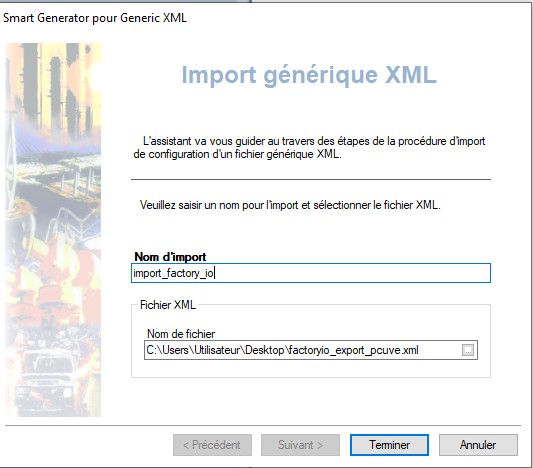 Smart Generator pour Generic XML
Import générique XML
L'assistant va vous guider au travers des étapes de la procédure d'import
de configuration d'un fichier générique XML.
Veuillez saisir un nom pour l'import et sélectionner le fichier XML.
Nom d'import
import_factory_io
Fichier XML
Nom de fichier
C:\Users\Utilisateur\Desktop\factoryio_export_pcuve.xml ...
< Précédent Suivant > Terminer Annuler